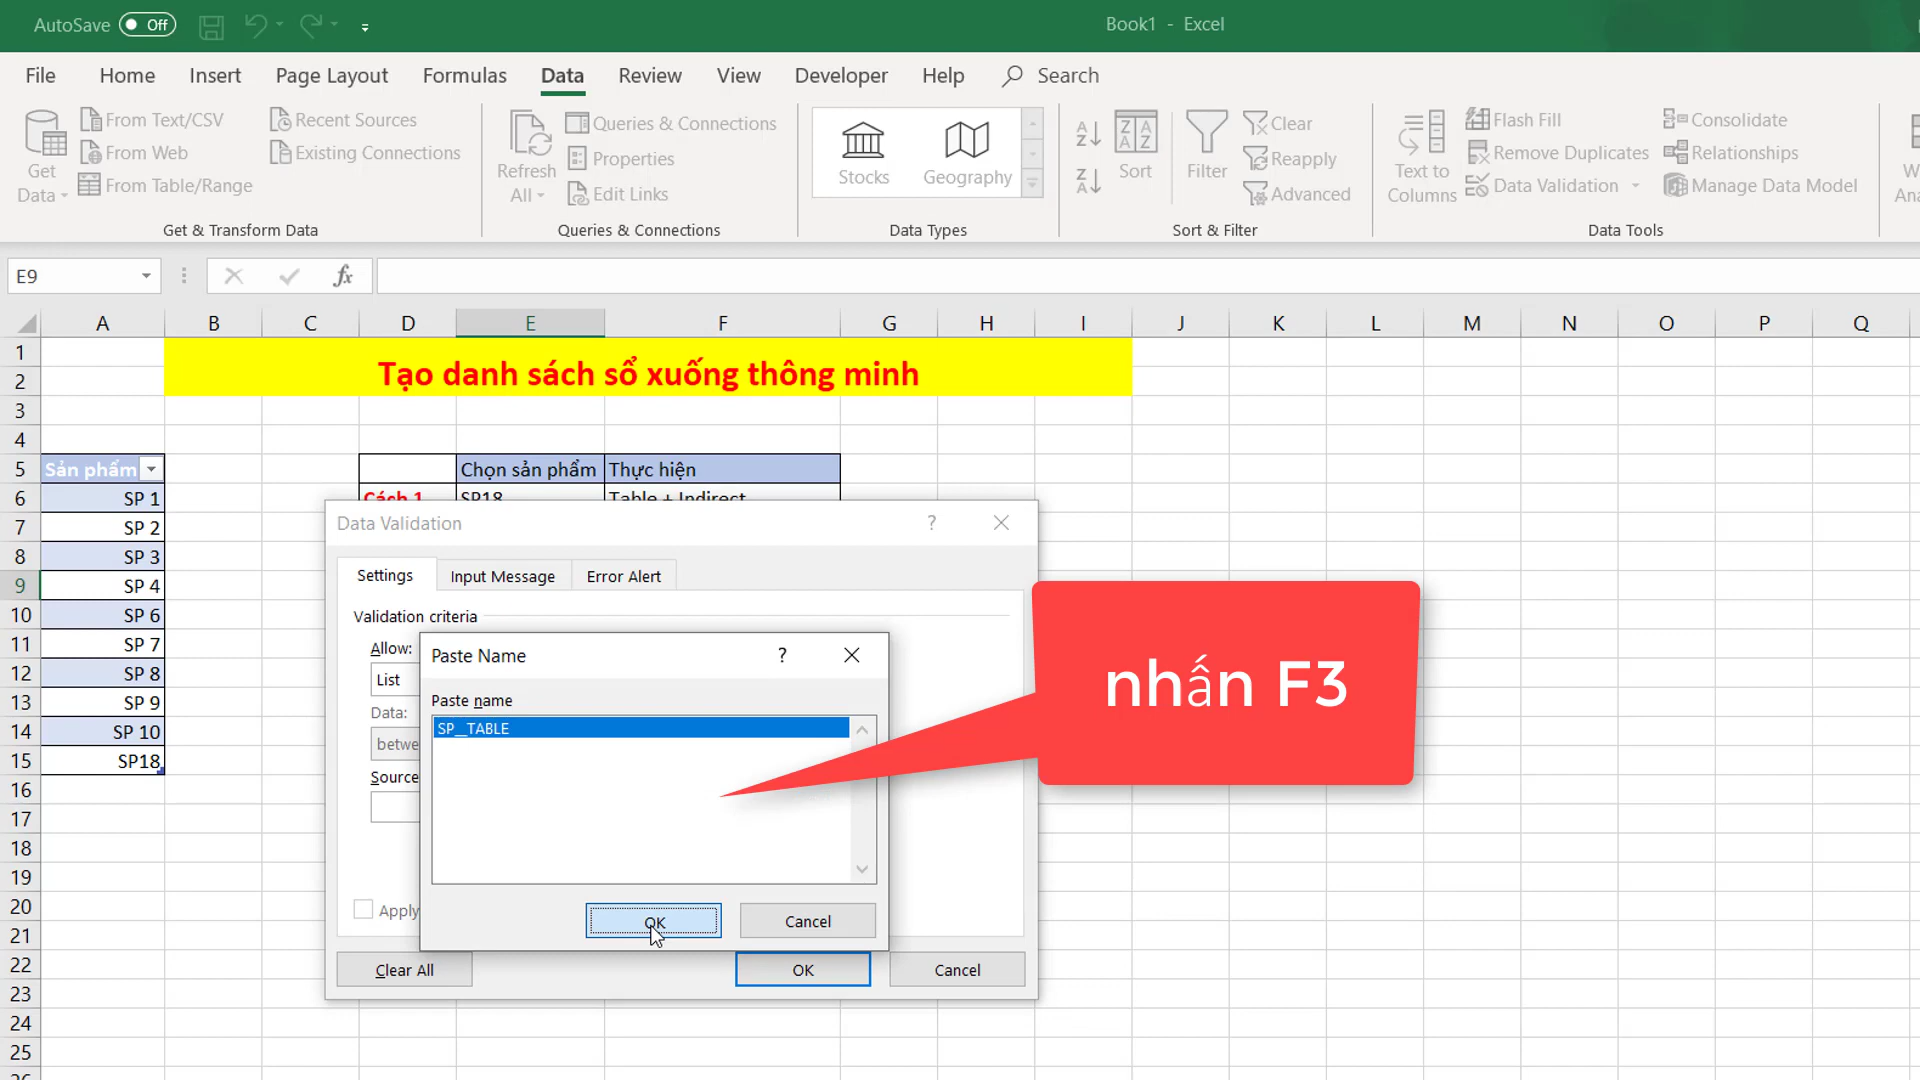 AutoSave Off
Book1 - Excel
File Home Insert Page Layout Formulas Data Review View Developer Help Search
Get Data
From Text/CSV
From Web
From Table/Range
Recent Sources
Existing Connections
Get & Transform Data
Refresh All
Queries & Connections
Properties
Edit Links
Queries & Connections
Stocks
Geography
Data Types
Sort
Filter
Clear
Reapply
Advanced
Sort & Filter
Text to Columns
Flash Fill
Remove Duplicates
Data Validation
Consolidate
Relationships
Manage Data Model
Data Tools
E9
fx
A B C D E F G H I J K L M N O P Q
1
Tạo danh sách sổ xuống thông minh
2
3
4
5 Sản phẩm Chọn sản phẩm Thực hiện
6 SP 1 Cách 1 SP18 Table + Indirect
7 SP 2
8 SP 3
9 SP 4
10 SP 6
11 SP 7
12 SP 8
13 SP 9
14 SP 10
15 SP18
16
17
18
19
20
21
22
23
24
25
Data Validation ?
Settings Input Message Error Alert
Validation criteria
Allow:
List
Data:
betwe
Source
Apply
Clear All OK Cancel
Paste Name ?
Paste name
SP__TABLE
OK Cancel
nhấn F3